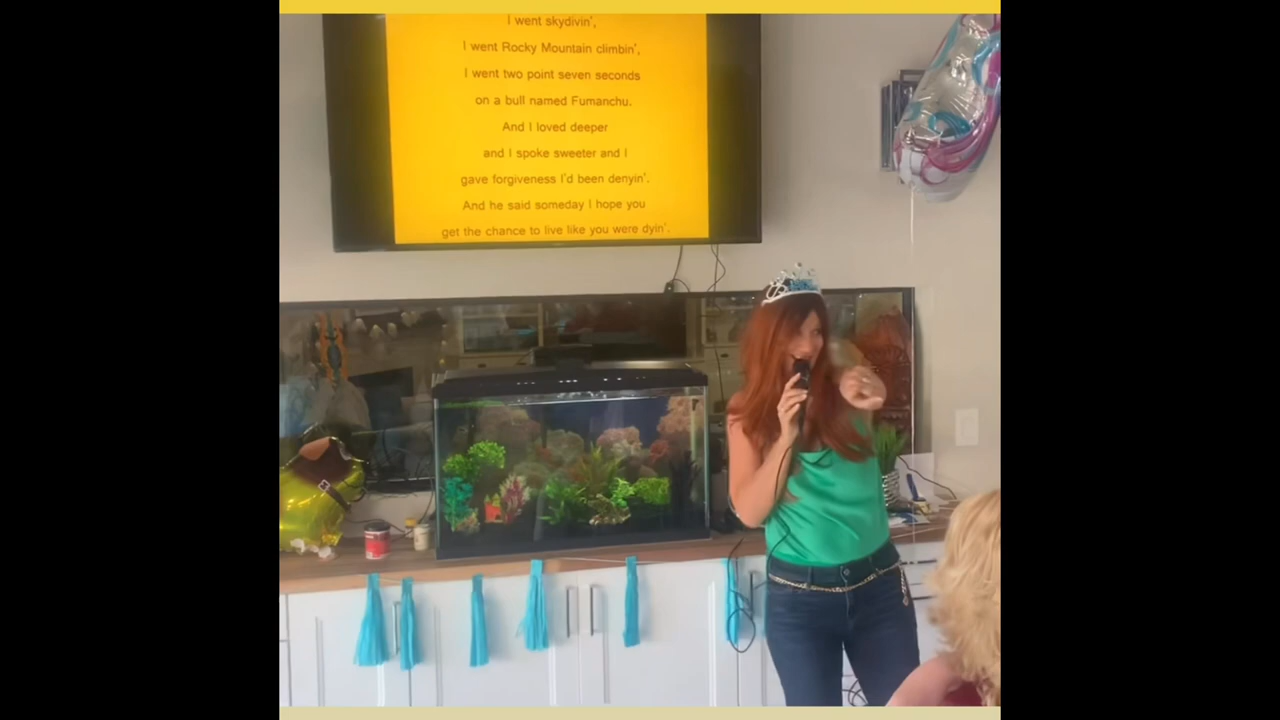 I went skydivin',
I went Rocky Mountain climbin',
I went two point seven seconds
on a bull named Fumanchu.
And I loved deeper
and I spoke sweeter and I
gave forgiveness I'd been denyin'.
And he said someday I hope you
get the chance to live like you were dyin'.